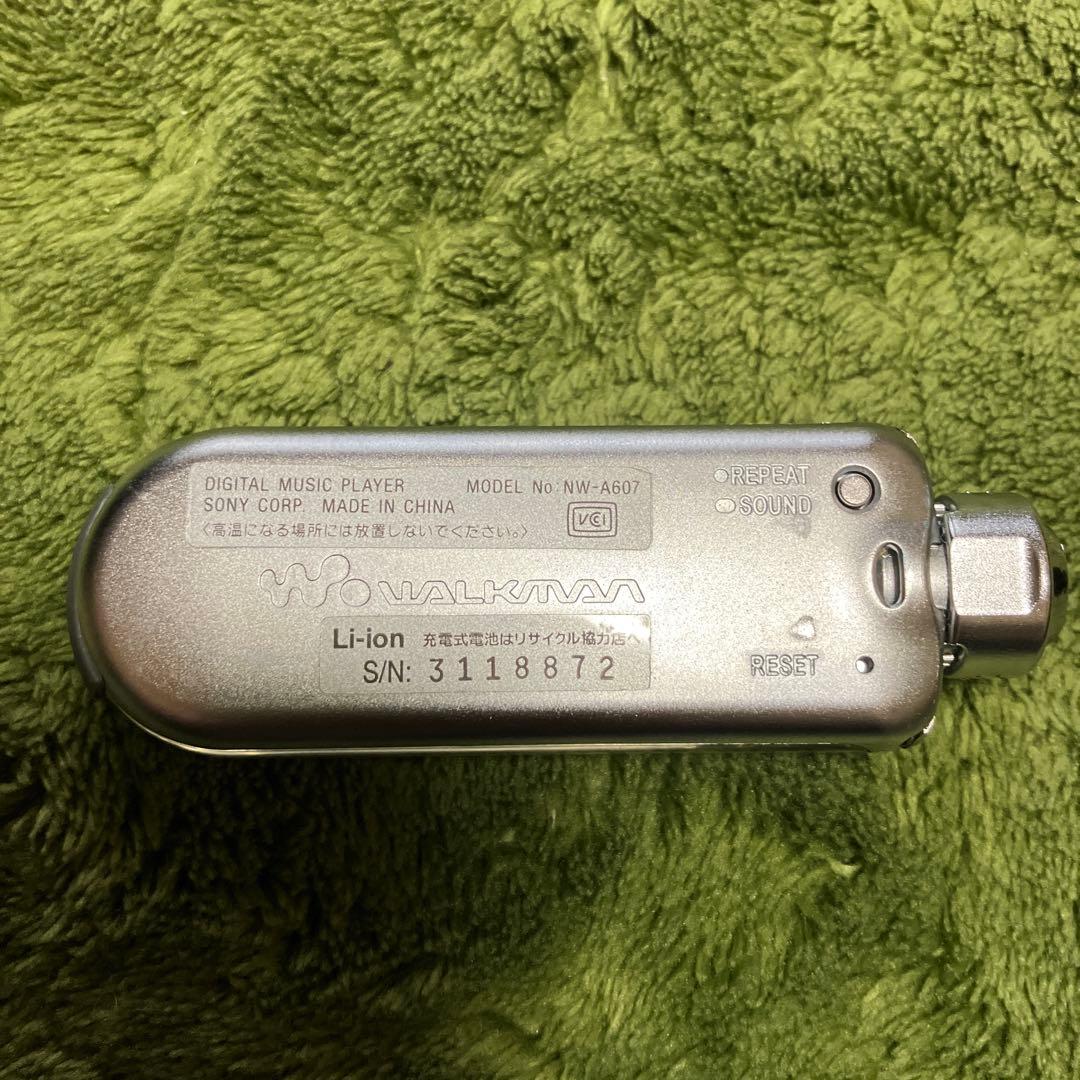 DIGITAL MUSIC PLAYER MODEL No: NW-A607
SONY CORP. MADE IN CHINA
〈高温になる場所には放置しないでください。〉
VCCI
WALKMAN
Li-ion 充電式電池はリサイクル協力店へ
S/N: 3118872
REPEAT
SOUND
RESET